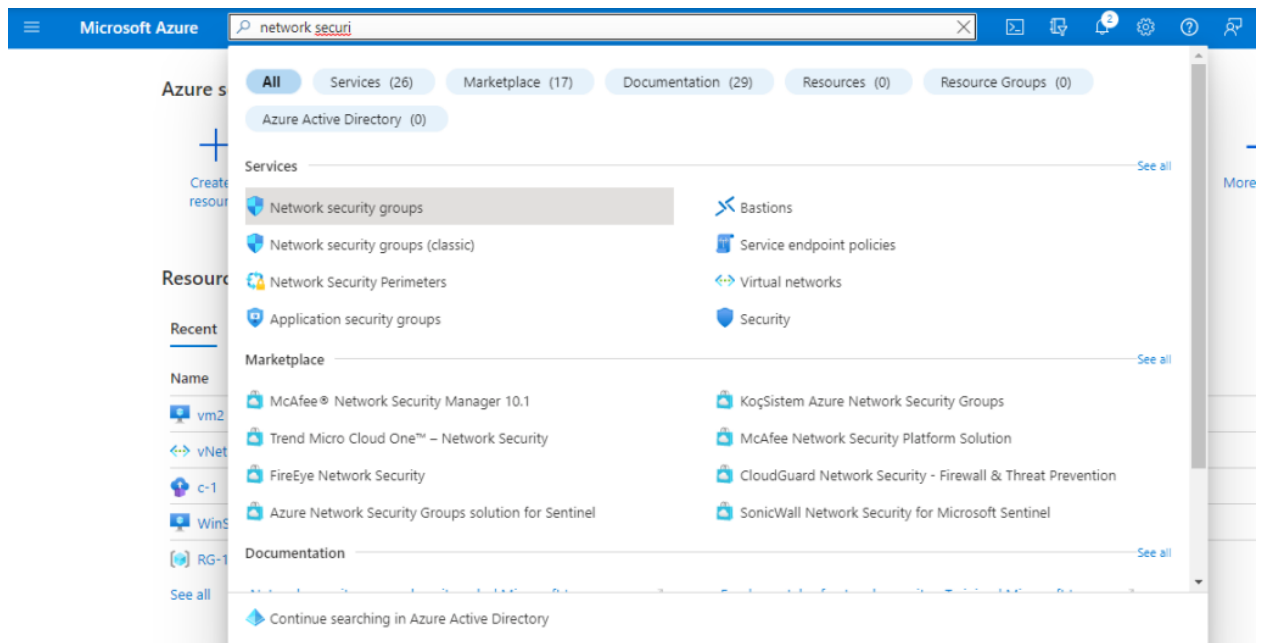 Microsoft Azure
network securi
2
All
Services (26)
Marketplace (17)
Documentation (29)
Resources (0)
Resource Groups (0)
Azure Active Directory (0)
Azure s
Create
resour
More
Services
See all
Network security groups
Bastions
Network security groups (classic)
Service endpoint policies
Network Security Perimeters
Virtual networks
Application security groups
Security
Resourc
Recent
Name
vm2
vNet
c-1
WinS
RG-1
See all
Marketplace
See all
McAfee® Network Security Manager 10.1
KoçSistem Azure Network Security Groups
Trend Micro Cloud One™ – Network Security
McAfee Network Security Platform Solution
FireEye Network Security
CloudGuard Network Security - Firewall & Threat Prevention
Azure Network Security Groups solution for Sentinel
SonicWall Network Security for Microsoft Sentinel
Documentation
See all
Continue searching in Azure Active Directory